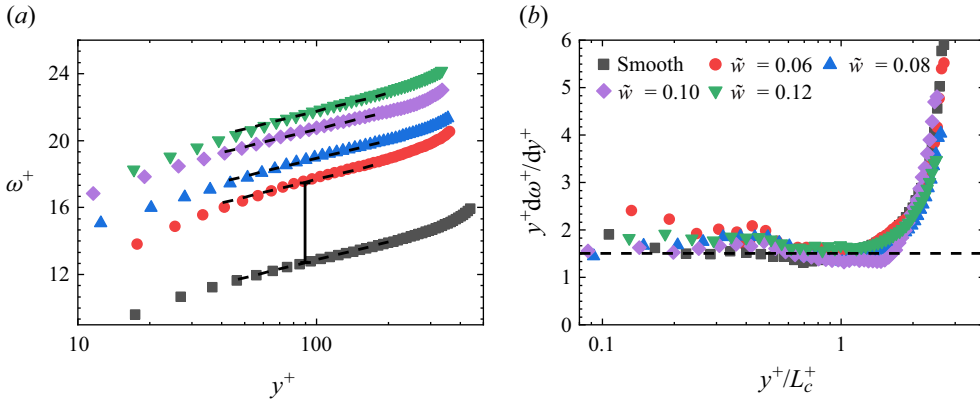 (a)
24
20
16
12
ω+
10
100
y+
(b)
6
5
4
3
2
1
0
y+dω+/dy+
Smooth
w̃ = 0.06
w̃ = 0.08
w̃ = 0.10
w̃ = 0.12
0.1
1
y+/Lc+